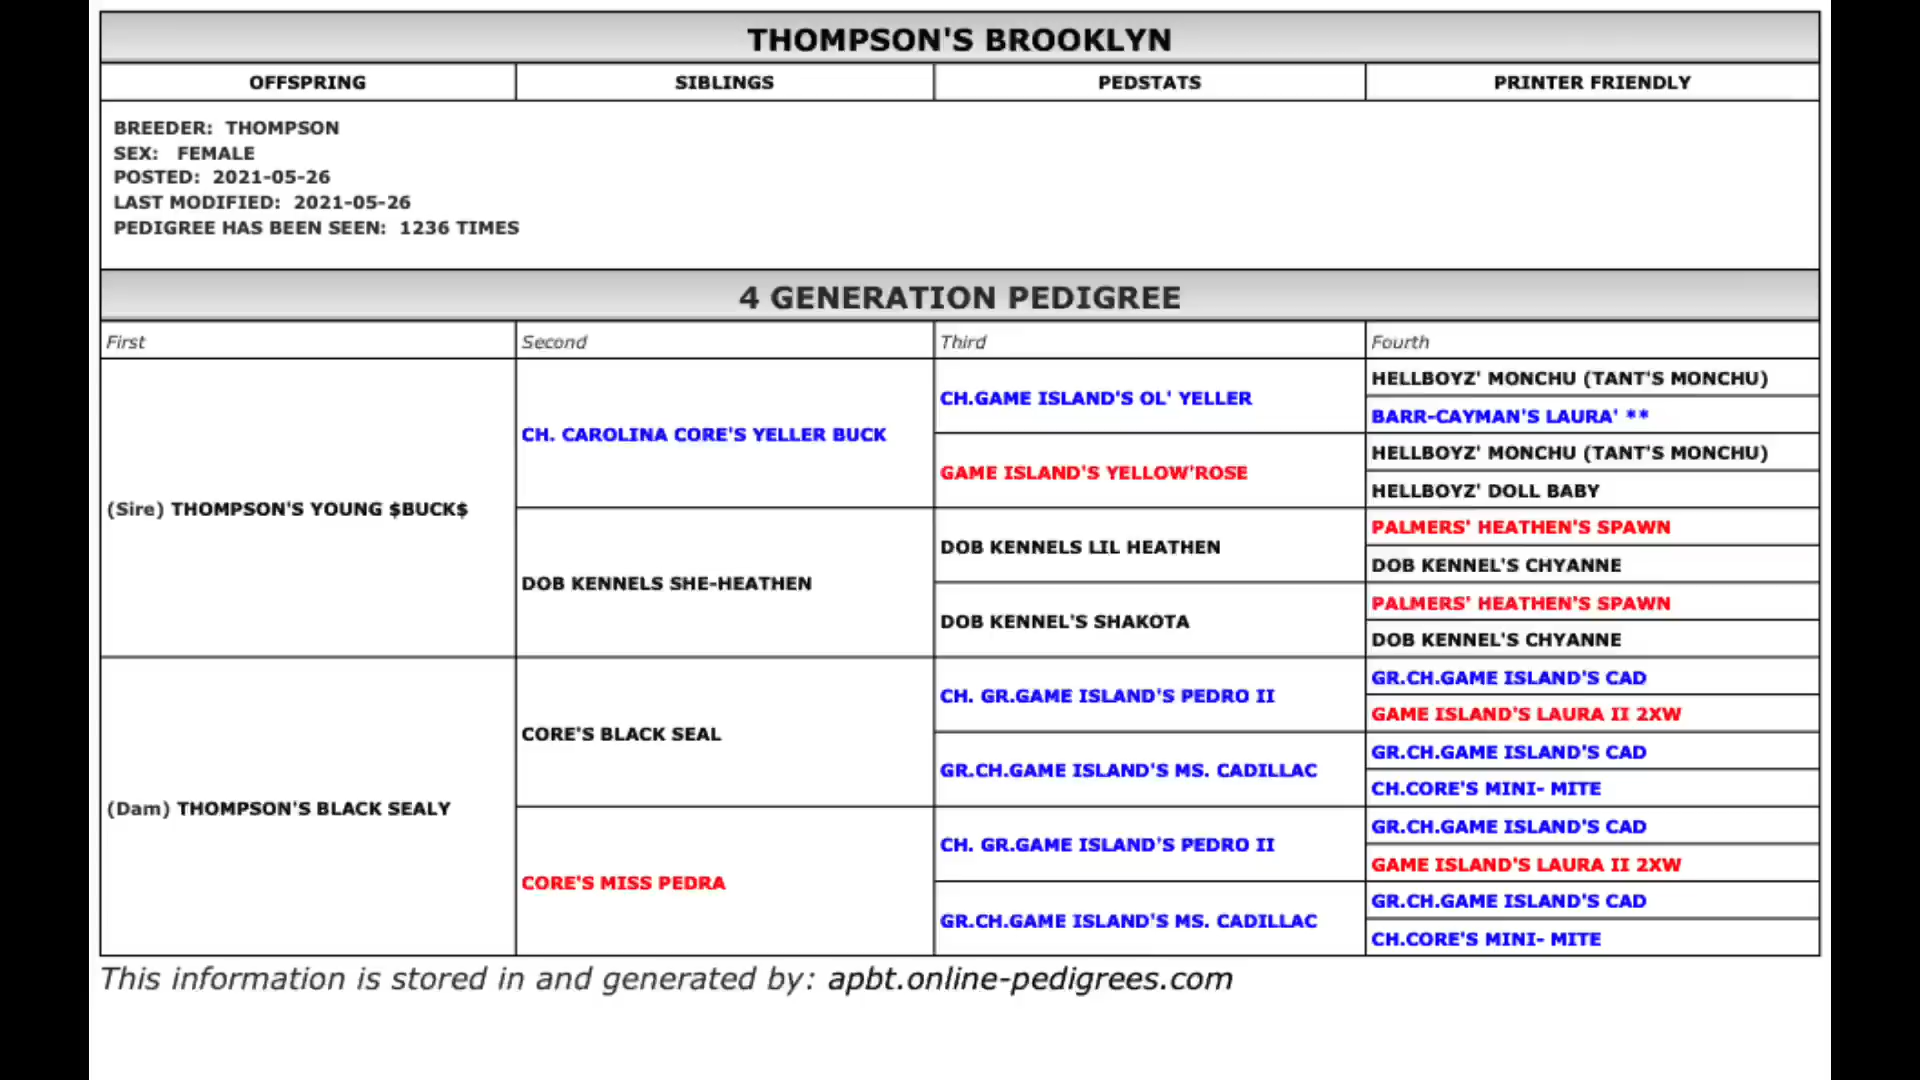 THOMPSON'S BROOKLYN
OFFSPRING SIBLINGS PEDSTATS PRINTER FRIENDLY
BREEDER: THOMPSON
SEX: FEMALE
POSTED: 2021-05-26
LAST MODIFIED: 2021-05-26
PEDIGREE HAS BEEN SEEN: 1236 TIMES
4 GENERATION PEDIGREE
First Second Third Fourth
(Sire) THOMPSON'S YOUNG $BUCK$
CH. CAROLINA CORE'S YELLER BUCK
CH.GAME ISLAND'S OL' YELLER
HELLBOYZ' MONCHU (TANT'S MONCHU)
BARR-CAYMAN'S LAURA' **
GAME ISLAND'S YELLOW'ROSE
HELLBOYZ' MONCHU (TANT'S MONCHU)
HELLBOYZ' DOLL BABY
DOB KENNELS SHE-HEATHEN
DOB KENNELS LIL HEATHEN
PALMERS' HEATHEN'S SPAWN
DOB KENNEL'S CHYANNE
DOB KENNEL'S SHAKOTA
PALMERS' HEATHEN'S SPAWN
DOB KENNEL'S CHYANNE
(Dam) THOMPSON'S BLACK SEALY
CORE'S BLACK SEAL
CH. GR.GAME ISLAND'S PEDRO II
GR.CH.GAME ISLAND'S CAD
GAME ISLAND'S LAURA II 2XW
GR.CH.GAME ISLAND'S MS. CADILLAC
GR.CH.GAME ISLAND'S CAD
CH.CORE'S MINI- MITE
CORE'S MISS PEDRA
CH. GR.GAME ISLAND'S PEDRO II
GR.CH.GAME ISLAND'S CAD
GAME ISLAND'S LAURA II 2XW
GR.CH.GAME ISLAND'S MS. CADILLAC
GR.CH.GAME ISLAND'S CAD
CH.CORE'S MINI- MITE
This information is stored in and generated by: apbt.online-pedigrees.com